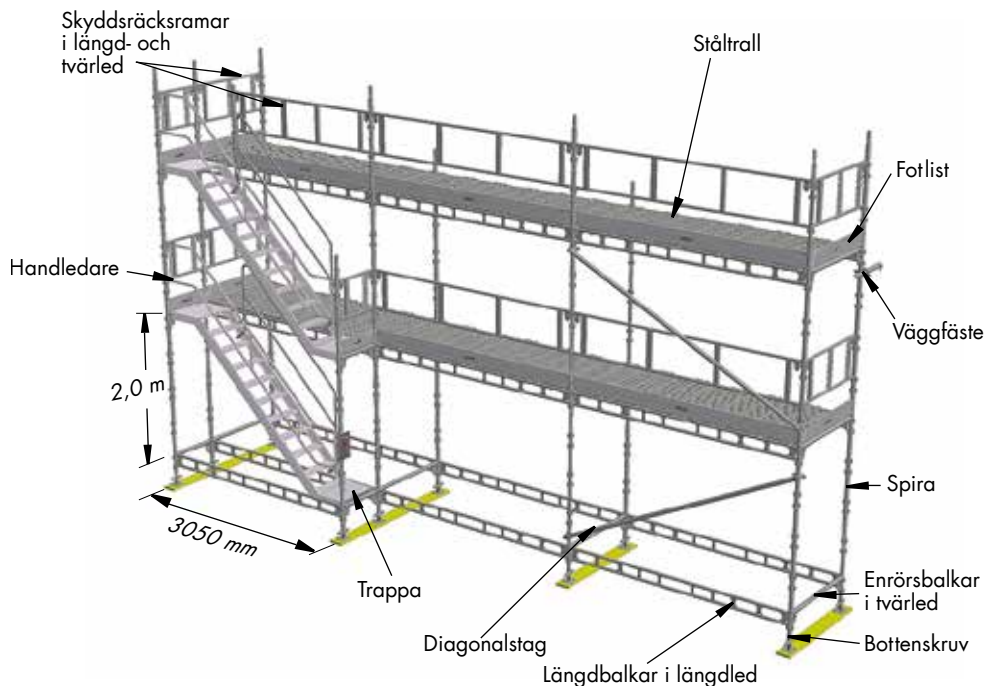 Skyddsräcksramar
i längd- och
tvärled
Ståltrall
Fotlist
Handledare
Väggfäste
2,0 m
Spira
3050 mm
Trappa
Enrörsbalkar
i tvärled
Diagonalstag
Bottenskruv
Längdbalkar i längdled